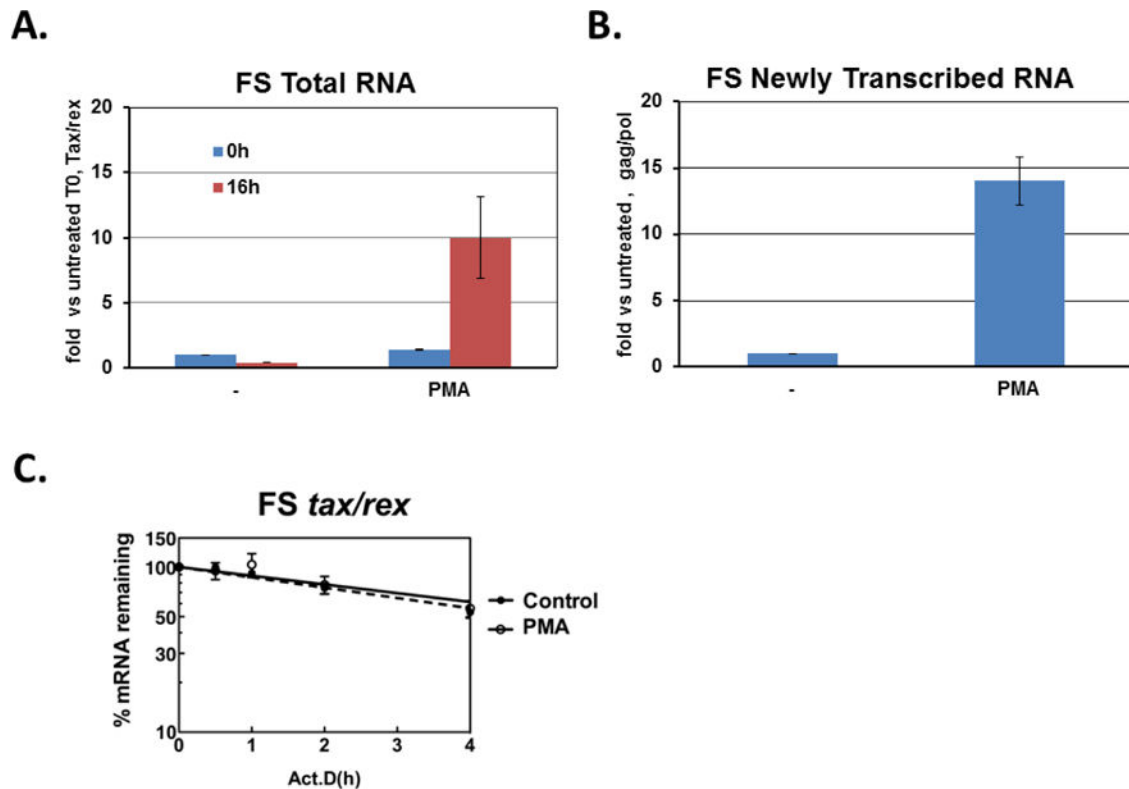 A.
FS Total RNA
fold vs untreated T0, Tax/rex
20
15
10
5
0
0h
16h
-
PMA
B.
FS Newly Transcribed RNA
fold vs untreated , gag/pol
20
15
10
5
0
-
PMA
C.
FS tax/rex
% mRNA remaining
150
100
50
30
10
0
1
2
3
4
Act.D(h)
Control
PMA